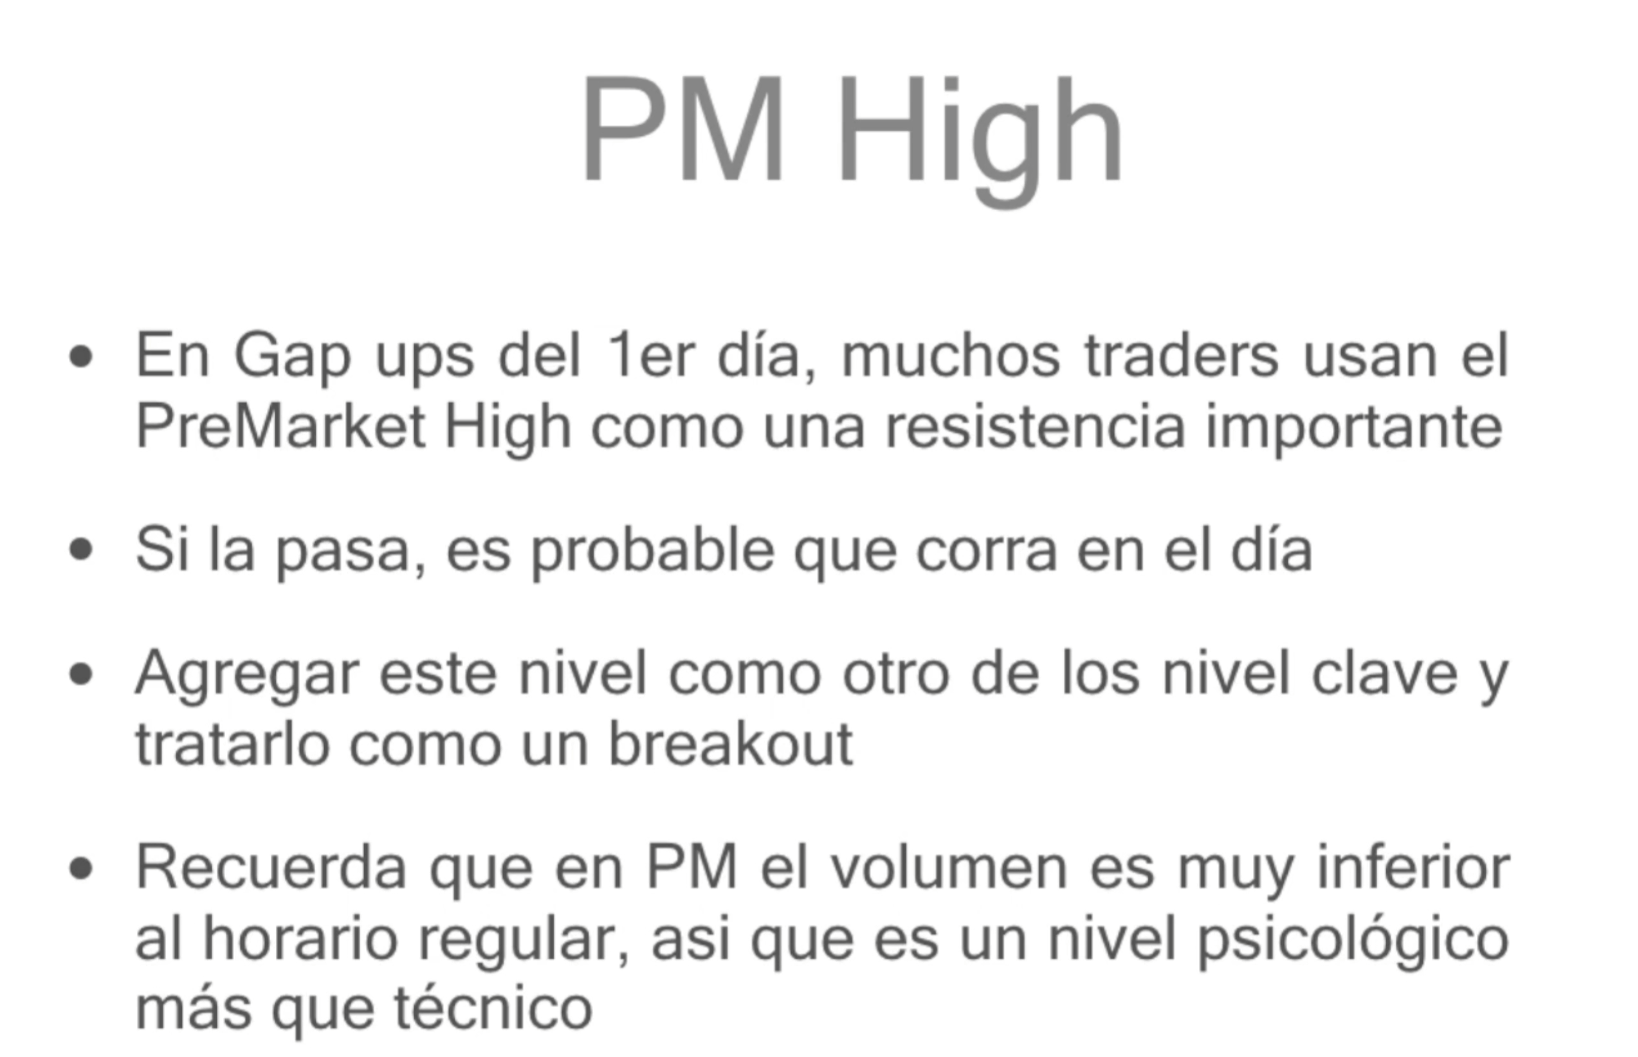 PM High
• En Gap ups del 1er día, muchos traders usan el
PreMarket High como una resistencia importante
• Si la pasa, es probable que corra en el día
• Agregar este nivel como otro de los nivel clave y
tratarlo como un breakout
• Recuerda que en PM el volumen es muy inferior
al horario regular, asi que es un nivel psicológico
más que técnico